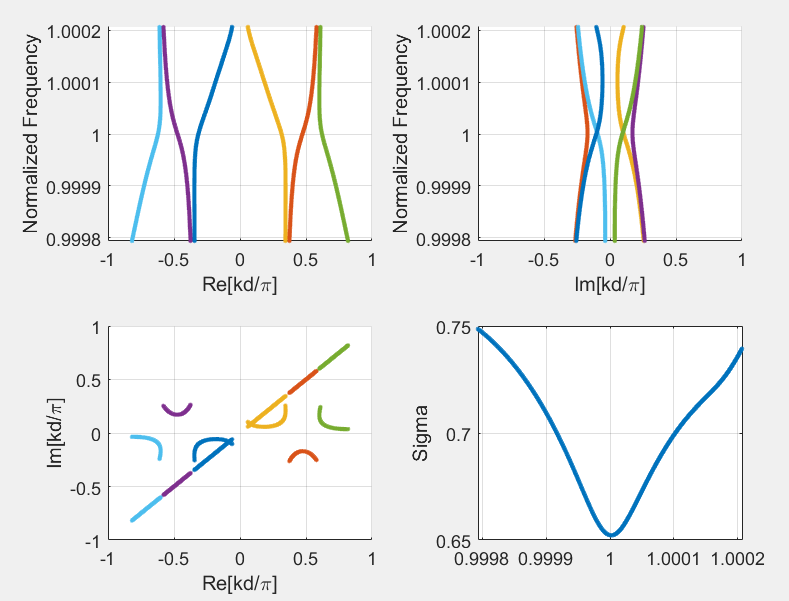 1.0002
1.0001
1
0.9999
0.9998
Normalized Frequency
-1 -0.5 0 0.5 1
Re[kd/π]
1.0002
1.0001
1
0.9999
0.9998
Normalized Frequency
-1 -0.5 0 0.5 1
Im[kd/π]
1
0.5
0
-0.5
-1
Im[kd/π]
-1 -0.5 0 0.5 1
Re[kd/π]
0.75
0.7
0.65
Sigma
0.9998 0.9999 1 1.0001 1.0002